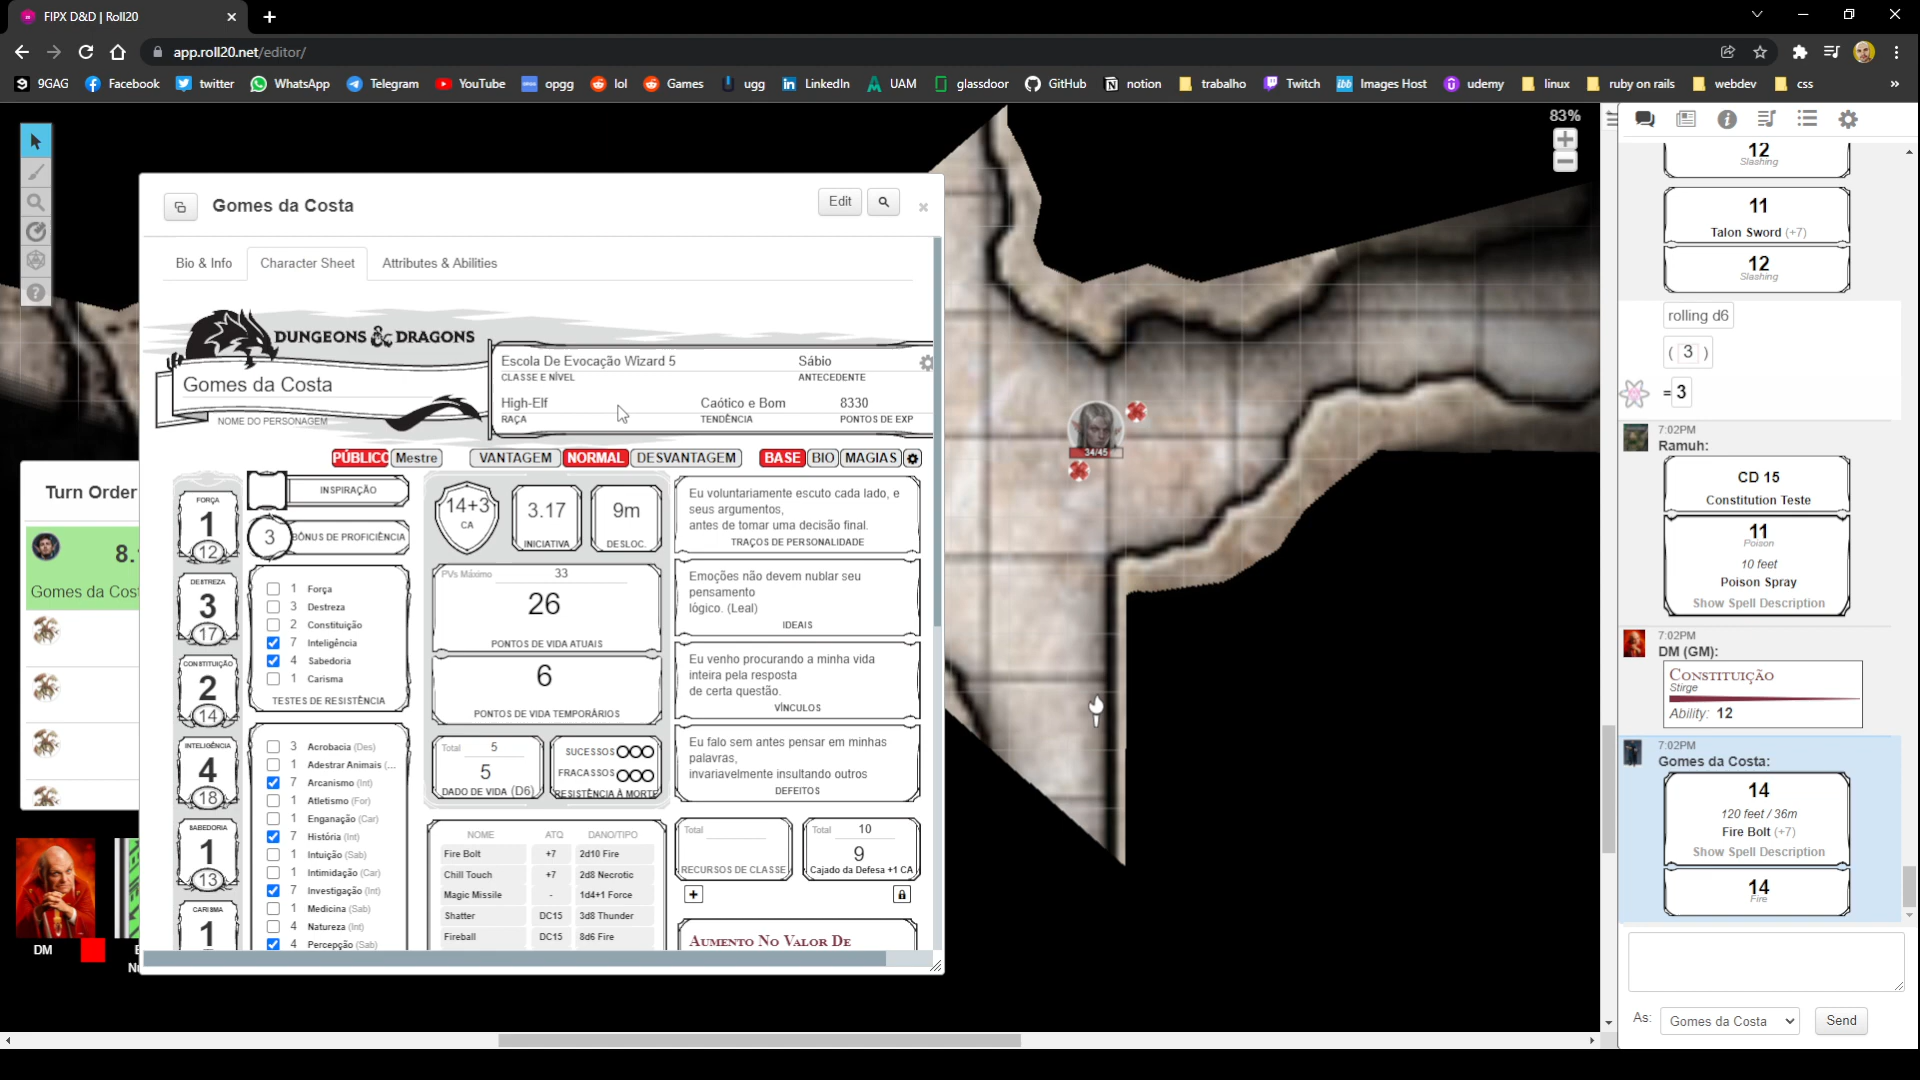 FIPX D&D | Roll20
app.roll20.net/editor/
9GAG Facebook twitter WhatsApp Telegram YouTube opgg lol Games ugg LinkedIn UAM glassdoor GitHub notion trabalho Twitch Images Host udemy linux ruby on rails webdev css »
83%
Gomes da Costa
Edit
Bio & Info
Character Sheet
Attributes & Abilities
DUNGEONS & DRAGONS
Gomes da Costa
NOME DO PERSONAGEM
Escola De Evocação Wizard 5
CLASSE E NÍVEL
Sábio
ANTECEDENTE
High-Elf
RAÇA
Caótico e Bom
TENDÊNCIA
8330
PONTOS DE EXP
PÚBLICO Mestre
VANTAGEM NORMAL DESVANTAGEM
BASE BIO MAGIAS
FORÇA
1
12
DESTREZA
3
17
CONSTITUIÇÃO
2
14
INTELIGÊNCIA
4
18
SABEDORIA
1
13
CARISMA
1
INSPIRAÇÃO
3 BÔNUS DE PROFICIÊNCIA
1 Força
3 Destreza
2 Constituição
7 Inteligência
4 Sabedoria
1 Carisma
TESTES DE RESISTÊNCIA
3 Acrobacia (Des)
1 Adestrar Animais (...
7 Arcanismo (Int)
1 Atletismo (For)
1 Enganação (Car)
7 História (Int)
1 Intuição (Sab)
1 Intimidação (Car)
7 Investigação (Int)
1 Medicina (Sab)
4 Natureza (Int)
4 Percepção (Sab)
14+3
CA
3.17
INICIATIVA
9m
DESLOC.
PVs Máximo 33
26
PONTOS DE VIDA ATUAIS
6
PONTOS DE VIDA TEMPORÁRIOS
Total 5
5
DADO DE VIDA (D6)
SUCESSOS
FRACASSOS
RESISTÊNCIA À MORTE
NOME ATQ DANO/TIPO
Fire Bolt +7 2d10 Fire
Chill Touch +7 2d8 Necrotic
Magic Missile - 1d4+1 Force
Shatter DC15 3d8 Thunder
Fireball DC15 8d6 Fire
Eu voluntariamente escuto cada lado, e
seus argumentos,
antes de tomar uma decisão final.
TRAÇOS DE PERSONALIDADE
Emoções não devem nublar seu
pensamento
lógico. (Leal)
IDEAIS
Eu venho procurando a minha vida
inteira pela resposta
de certa questão.
VÍNCULOS
Eu falo sem antes pensar em minhas
palavras,
invariavelmente insultando outros
DEFEITOS
Total
RECURSOS DE CLASSE
Total 10
9
Cajado da Defesa +1 CA
+
AUMENTO NO VALOR DE
Turn Order
8.
Gomes da Cos
DM
34/45
12
Slashing
11
Talon Sword (+7)
12
Slashing
rolling d6
( 3 )
=3
7:02PM
Ramuh:
CD 15
Constitution Teste
11
Poison
10 feet
Poison Spray
Show Spell Description
7:02PM
DM (GM):
CONSTITUIÇÃO
Stirge
Ability: 12
7:02PM
Gomes da Costa:
14
120 feet / 36m
Fire Bolt (+7)
Show Spell Description
14
Fire
As: Gomes da Costa
Send